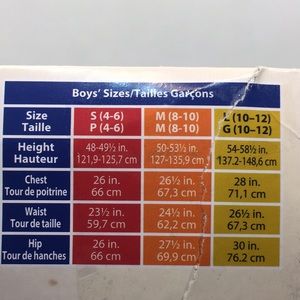 Boys' Sizes/Tailles Garçons
Size S (4-6) M (8-10) L (10-12)
Taille P (4-6) M (8-10) G (10-12)
Height 48-49½ in. 50-53½ in. 54-58½ in.
Hauteur 121,9-125,7 cm 127-135,9 cm 137.2-148,6 cm
Chest 26 in. 26½ in. 28 in.
Tour de poitrine 66 cm 67,3 cm 71,1 cm
Waist 23½ in. 24½ in. 26½ in.
Tour de taille 59,7 cm 62,2 cm 67,3 cm
Hip 26 in. 27½ in. 30 in.
Tour de hanches 66 cm 69,9 cm 76.2 cm